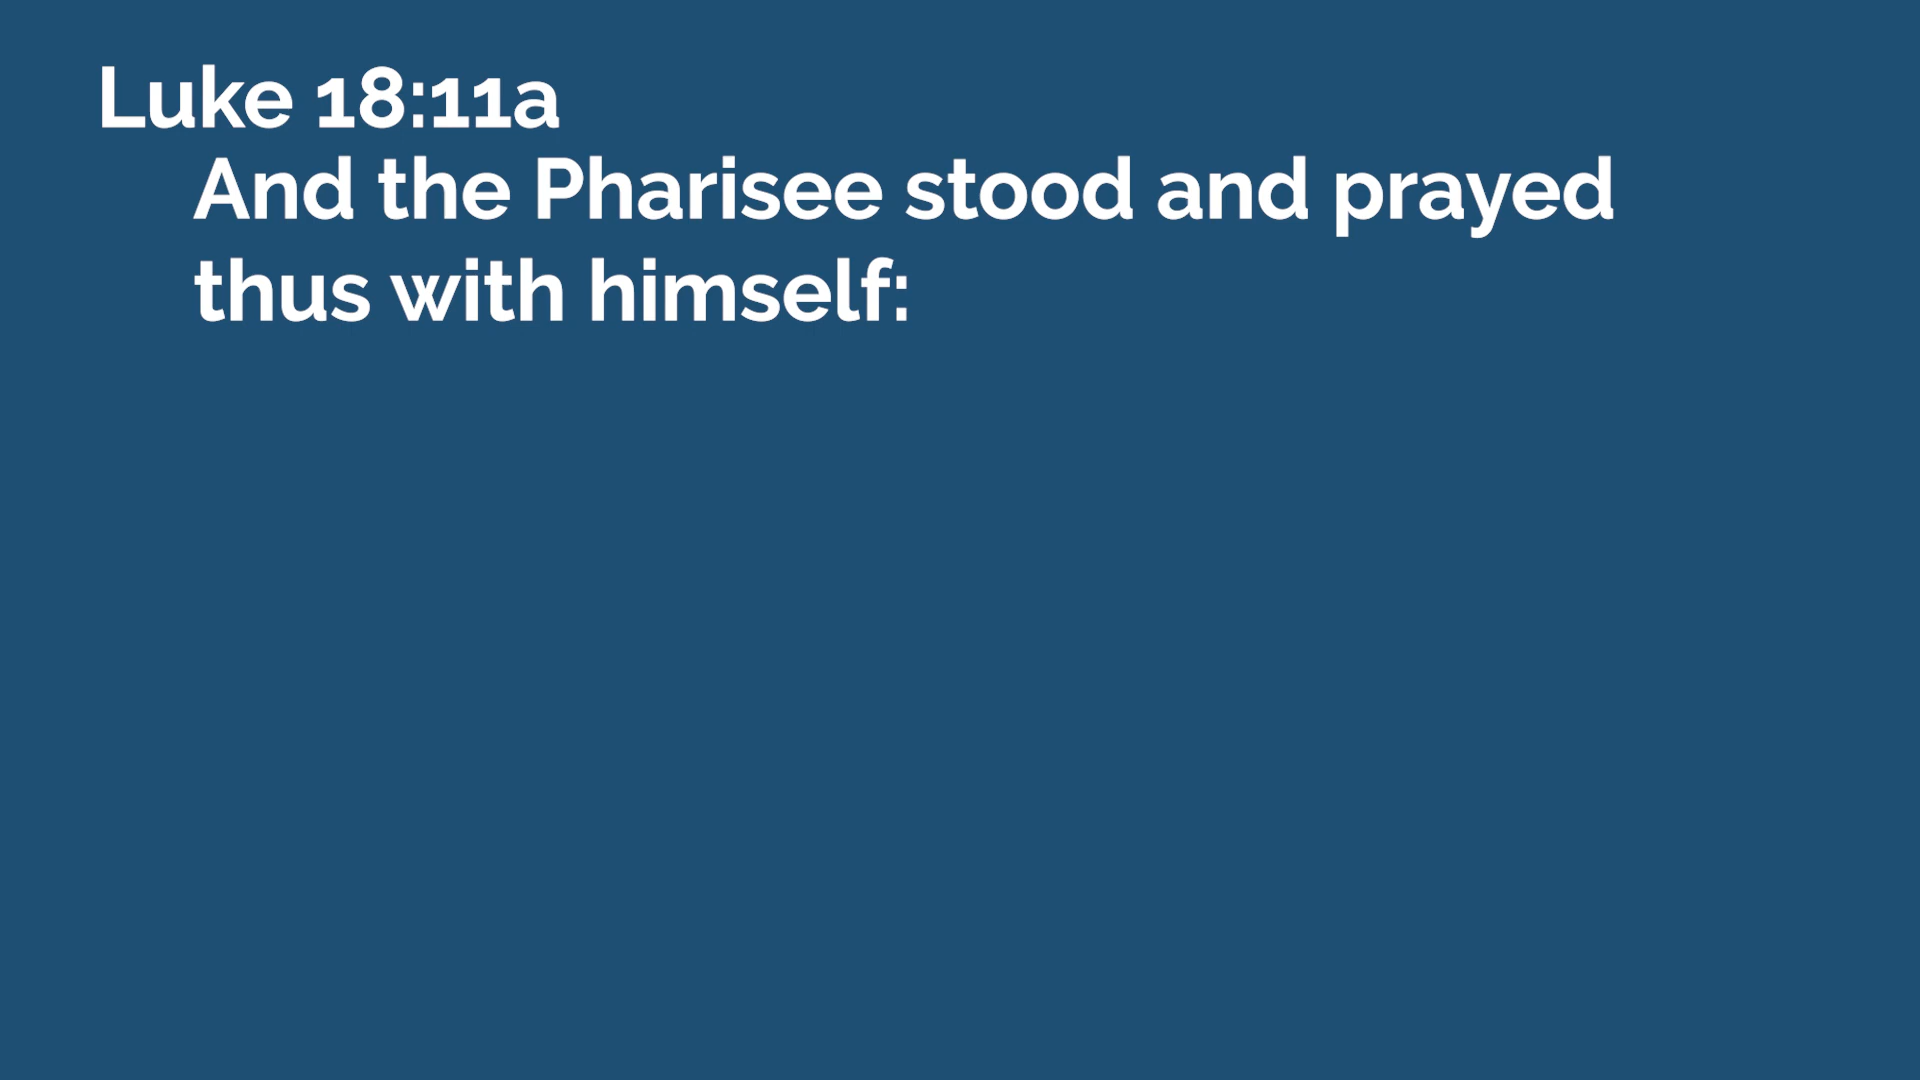 Luke 18:11a
And the Pharisee stood and prayed
thus with himself: